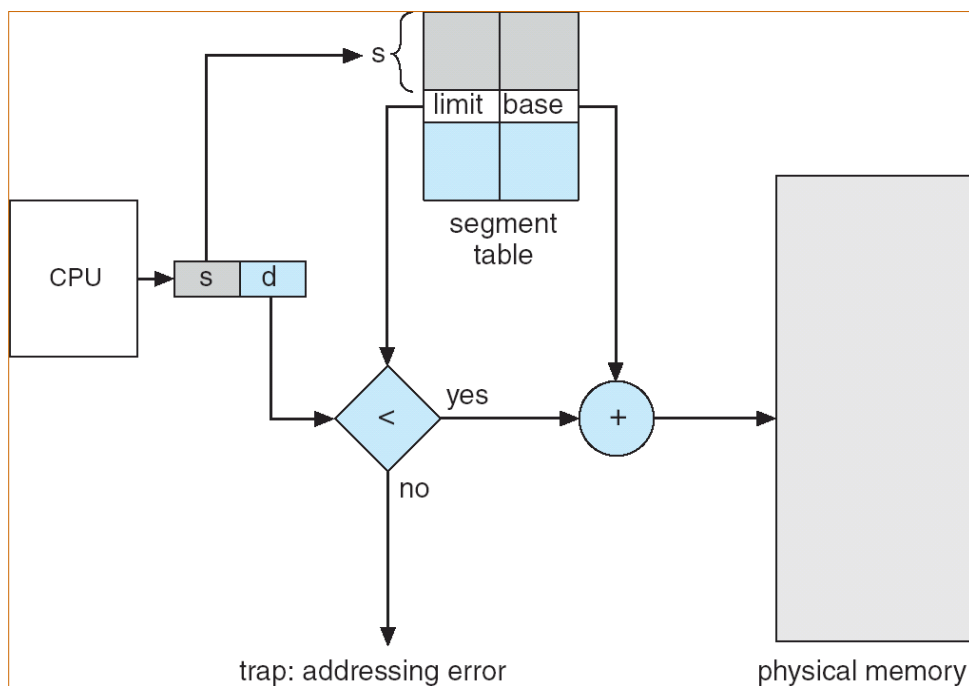 s
limit base
segment
table
CPU
s d
<
yes
+
no
trap: addressing error
physical memory